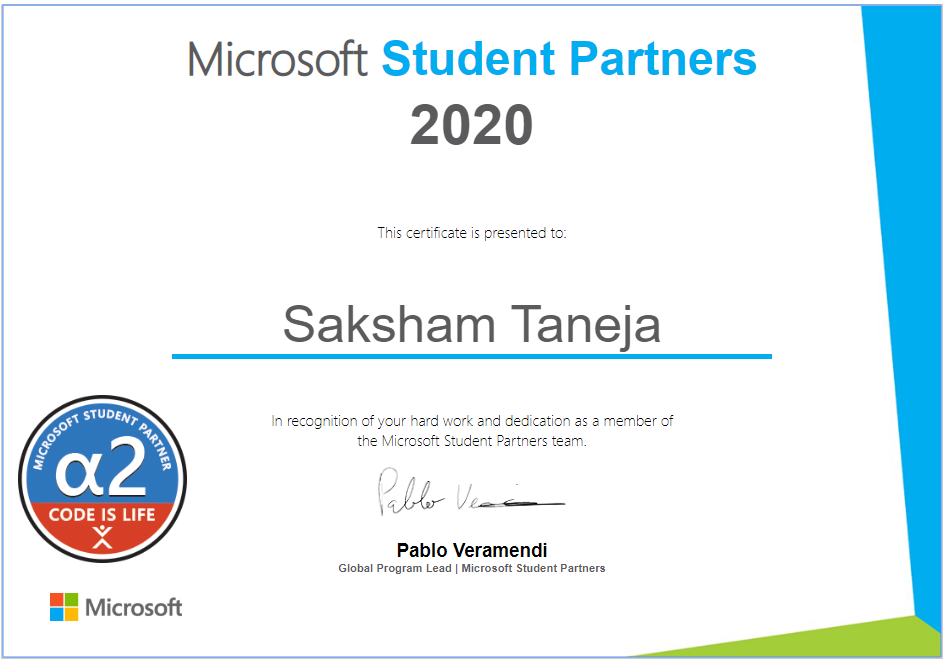 Microsoft Student Partners
2020
This certificate is presented to:
Saksham Taneja
In recognition of your hard work and dedication as a member of
the Microsoft Student Partners team.
MICROSOFT STUDENT PARTNER
α2
CODE IS LIFE
Pablo Ve
Pablo Veramendi
Global Program Lead | Microsoft Student Partners
Microsoft